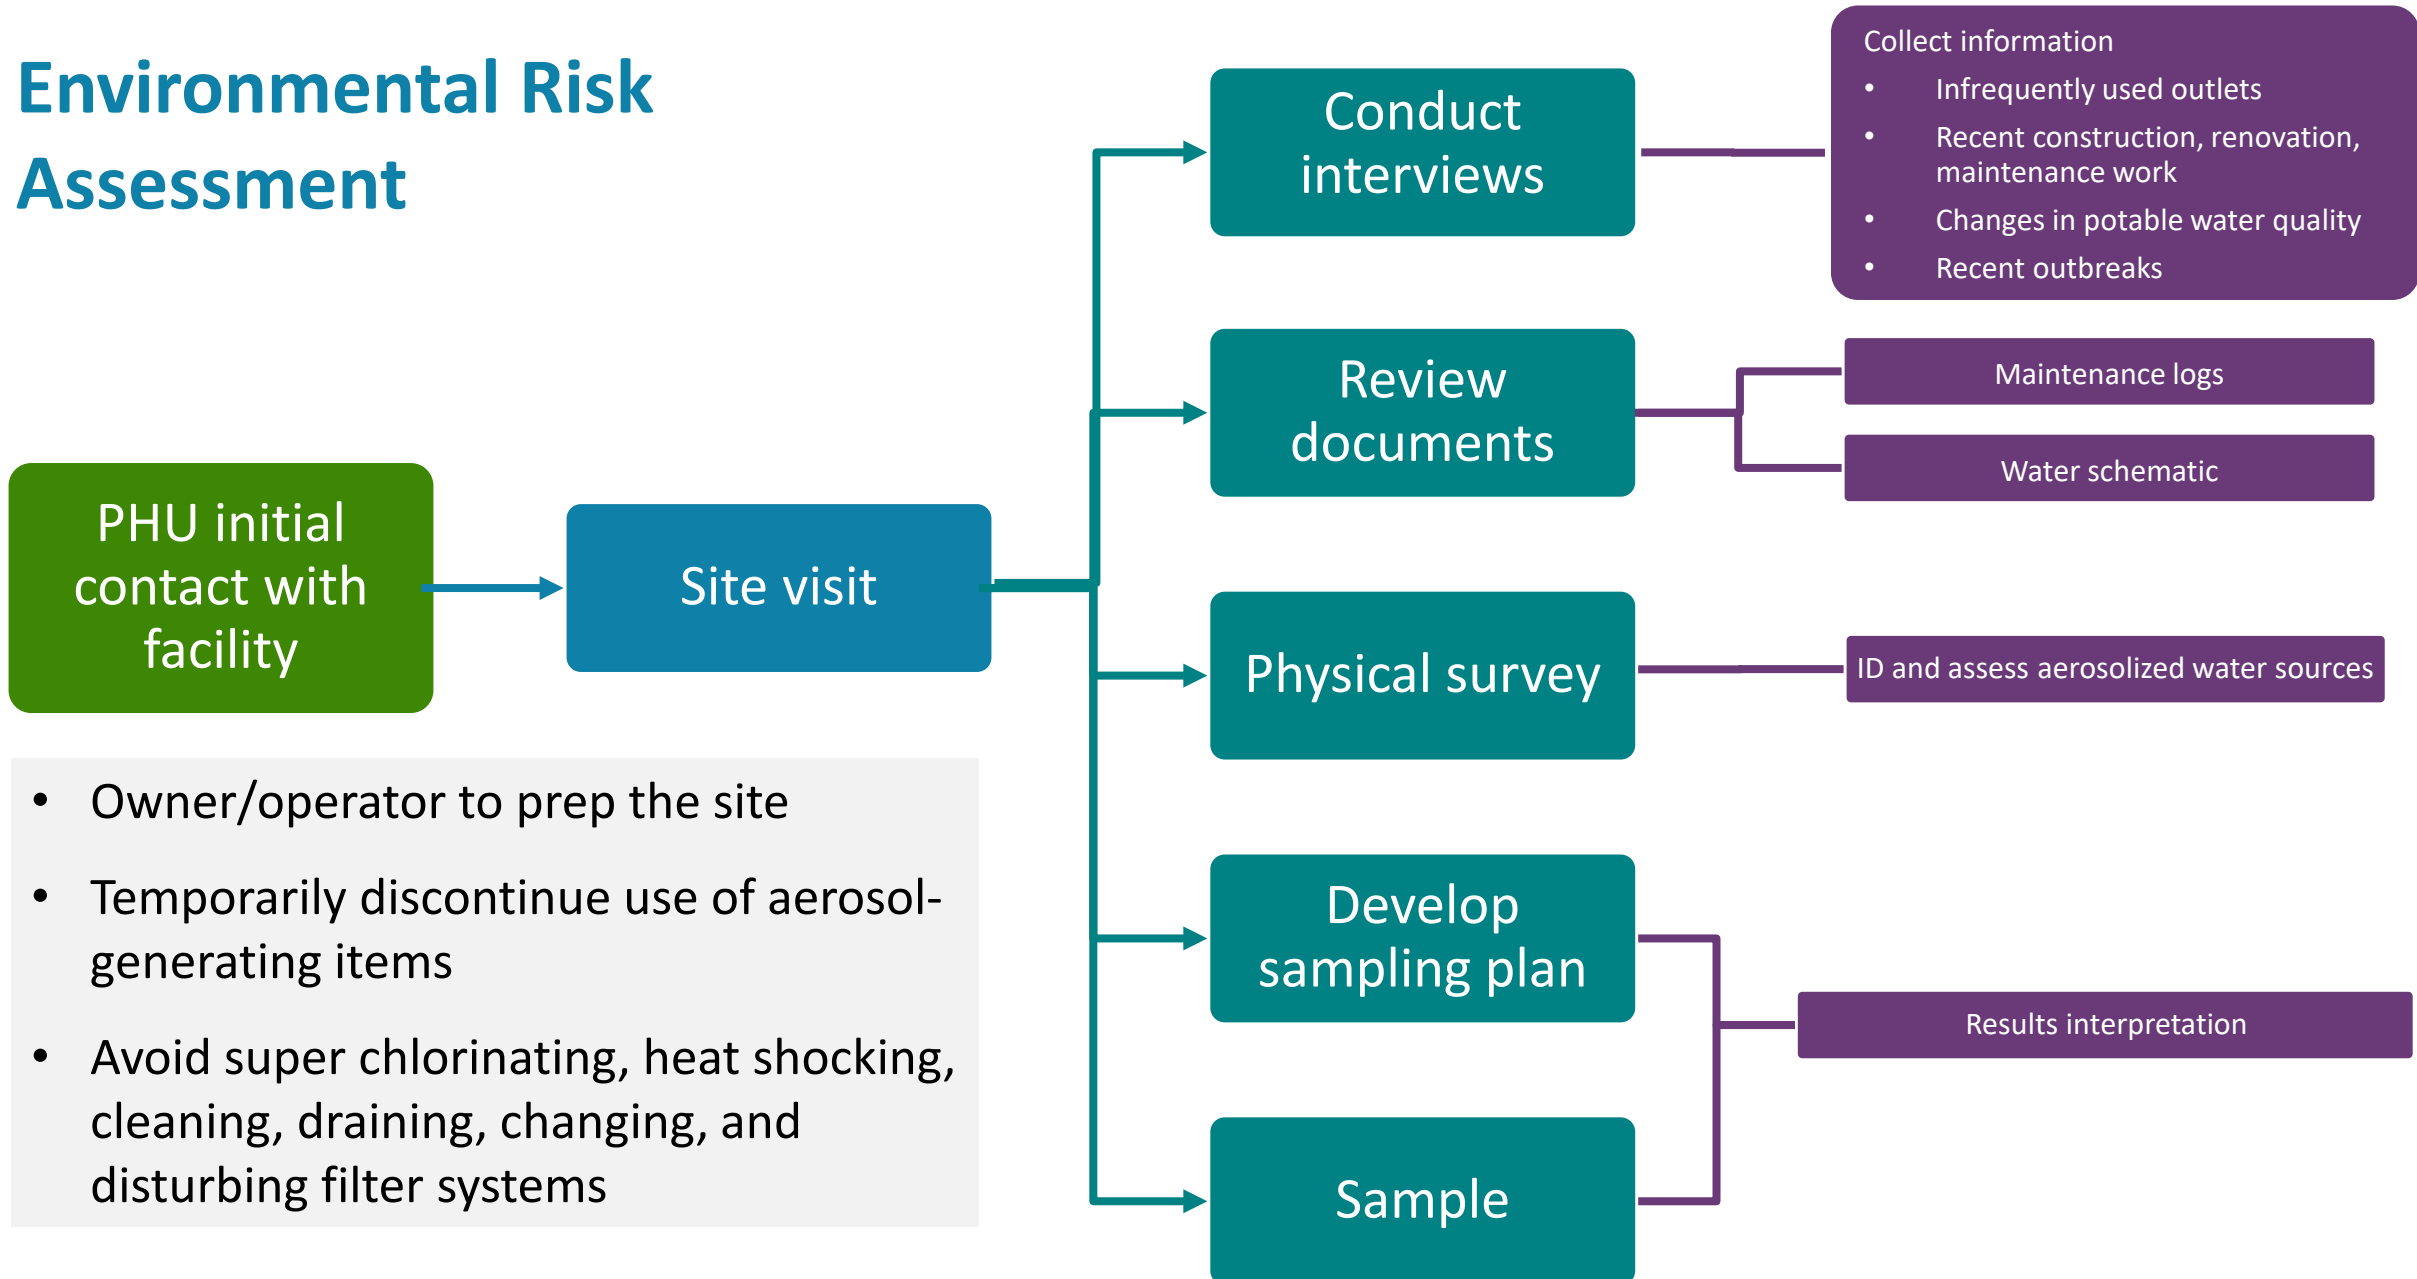 Environmental Risk
Assessment
PHU initial
contact with
facility
Site visit
• Owner/operator to prep the site
• Temporarily discontinue use of aerosol-
generating items
• Avoid super chlorinating, heat shocking,
cleaning, draining, changing, and
disturbing filter systems
Conduct
interviews
Collect information
• Infrequently used outlets
• Recent construction, renovation,
maintenance work
• Changes in potable water quality
• Recent outbreaks
Review
documents
Maintenance logs
Water schematic
Physical survey
ID and assess aerosolized water sources
Develop
sampling plan
Sample
Results interpretation